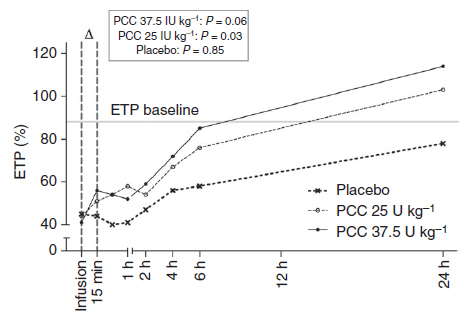 PCC 37.5 IU kg⁻¹: P = 0.06
PCC 25 IU kg⁻¹: P = 0.03
Placebo: P = 0.85
Δ
120
100
80
60
40
0
ETP (%)
ETP baseline
Placebo
PCC 25 U kg⁻¹
PCC 37.5 U kg⁻¹
Infusion
15 min
1 h
2 h
4 h
6 h
12 h
24 h